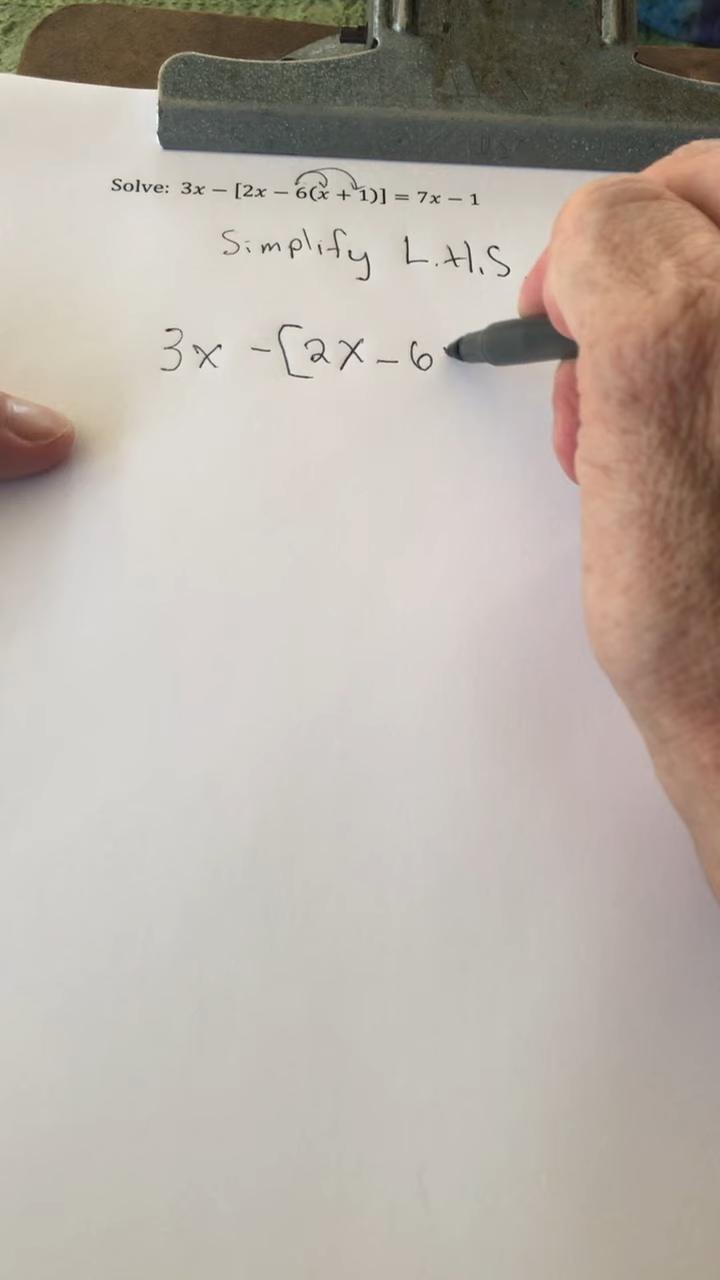 Solve: 3x − [2x − 6(x + 1)] = 7x − 1
Simplify L.H.S
3x -[2x - 6